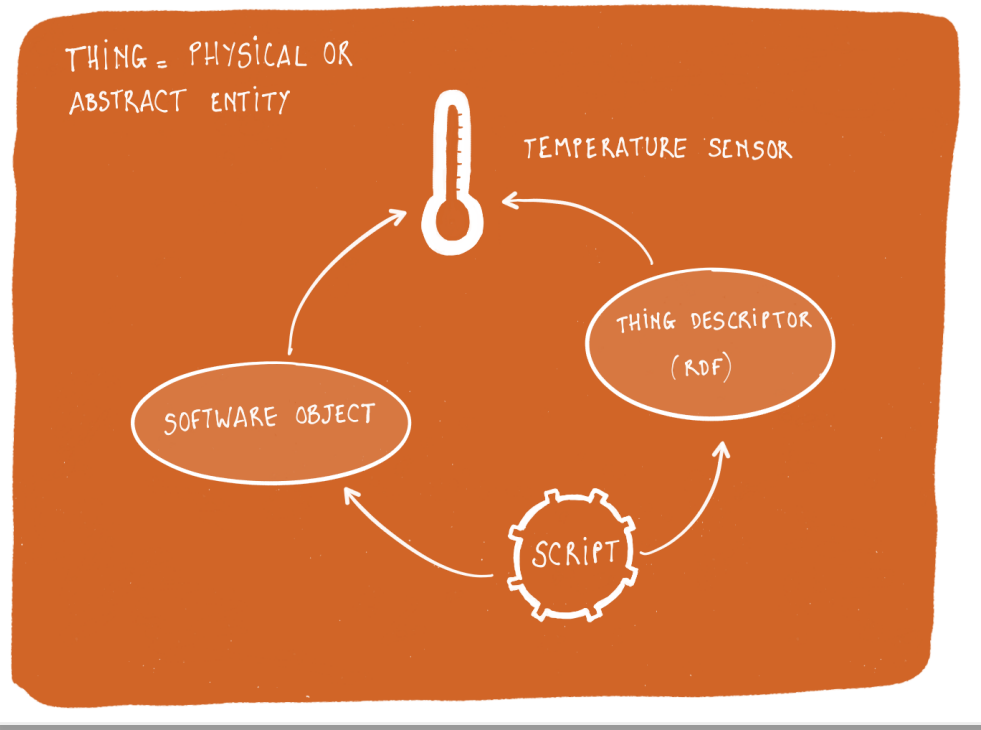 THING = PHYSICAL OR
ABSTRACT ENTITY
TEMPERATURE SENSOR
THING DESCRIPTOR
(RDF)
SOFTWARE OBJECT
SCRIPT